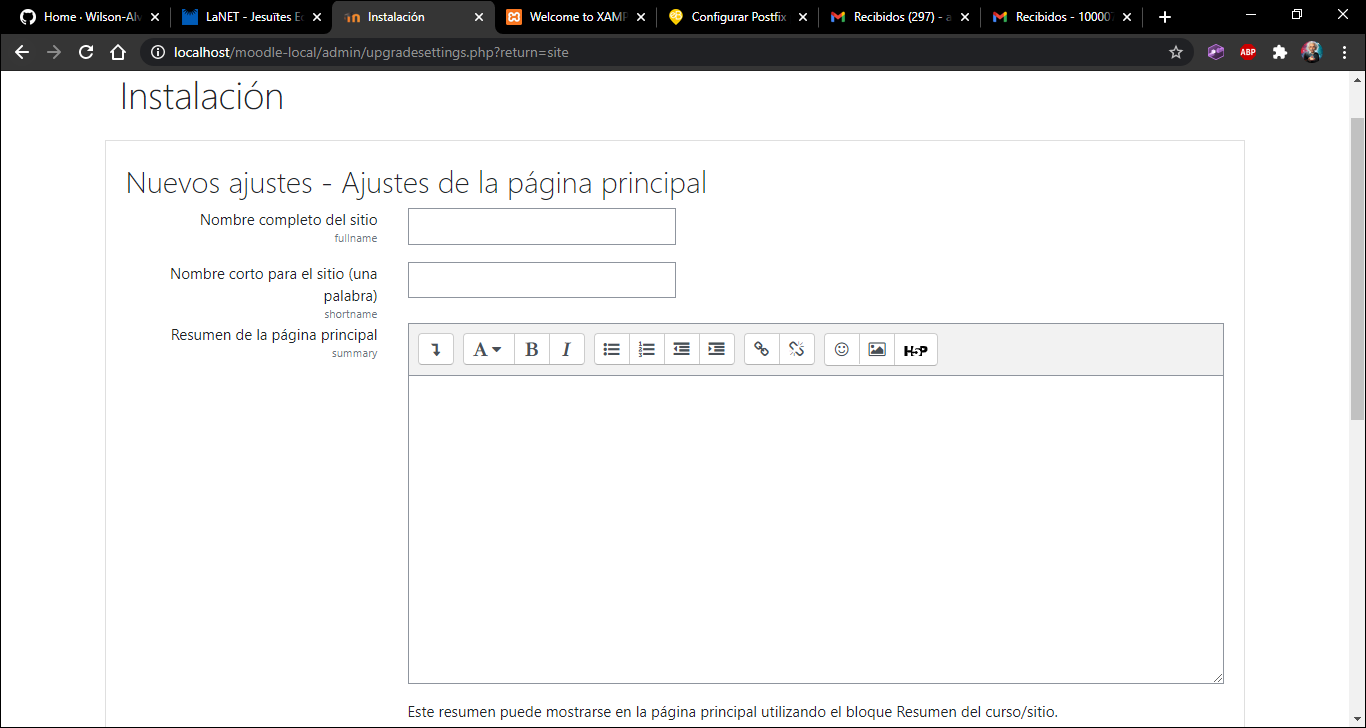 Home · Wilson-Al
LaNET - Jesuïtes E
Instalación
Welcome to XAMP
Configurar Postfix
Recibidos (297) - a
Recibidos - 10000
localhost/moodle-local/admin/upgradesettings.php?return=site
ABP
Instalación
Nuevos ajustes - Ajustes de la página principal
Nombre completo del sitio
fullname
Nombre corto para el sitio (una
palabra)
shortname
Resumen de la página principal
summary
A B I
H5P
Este resumen puede mostrarse en la página principal utilizando el bloque Resumen del curso/sitio.